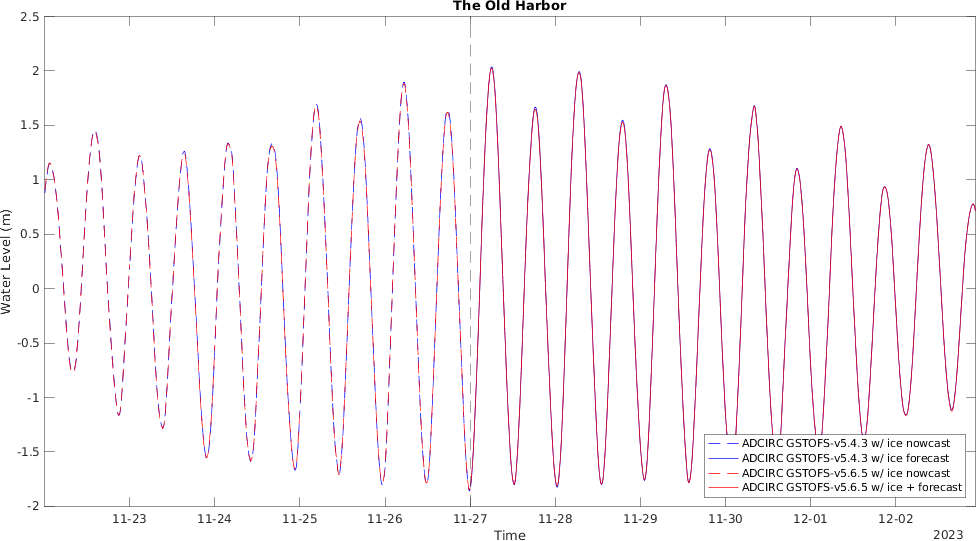 The Old Harbor
2.5
2
1.5
1
0.5
0
-0.5
-1
-1.5
-2
Water Level (m)
ADCIRC GSTOFS-v5.4.3 w/ ice nowcast
ADCIRC GSTOFS-v5.4.3 w/ ice forecast
ADCIRC GSTOFS-v5.6.5 w/ ice nowcast
ADCIRC GSTOFS-v5.6.5 w/ ice + forecast
11-23 11-24 11-25 11-26 11-27 11-28 11-29 11-30 12-01 12-02
Time
2023